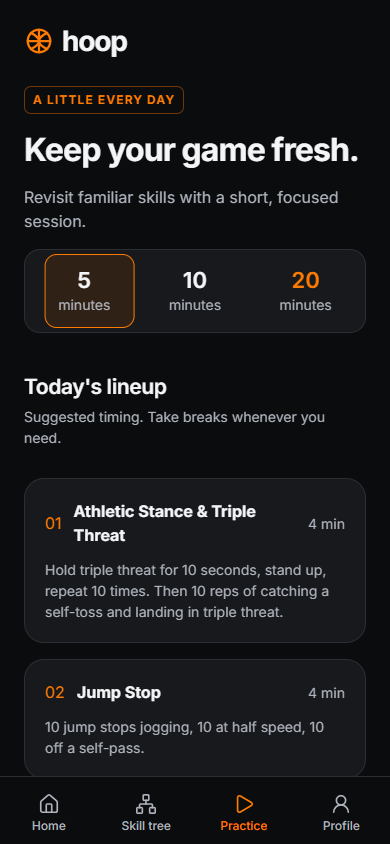 hoop
A LITTLE EVERY DAY
Keep your game fresh.
Revisit familiar skills with a short, focused
session.
5 10 20
minutes minutes minutes
Today's lineup
Suggested timing. Take breaks whenever you
need.
01 Athletic Stance & Triple Threat 4 min
Hold triple threat for 10 seconds, stand up,
repeat 10 times. Then 10 reps of catching a
self-toss and landing in triple threat.
02 Jump Stop 4 min
10 jump stops jogging, 10 at half speed, 10
off a self-pass.
Home Skill tree Practice Profile